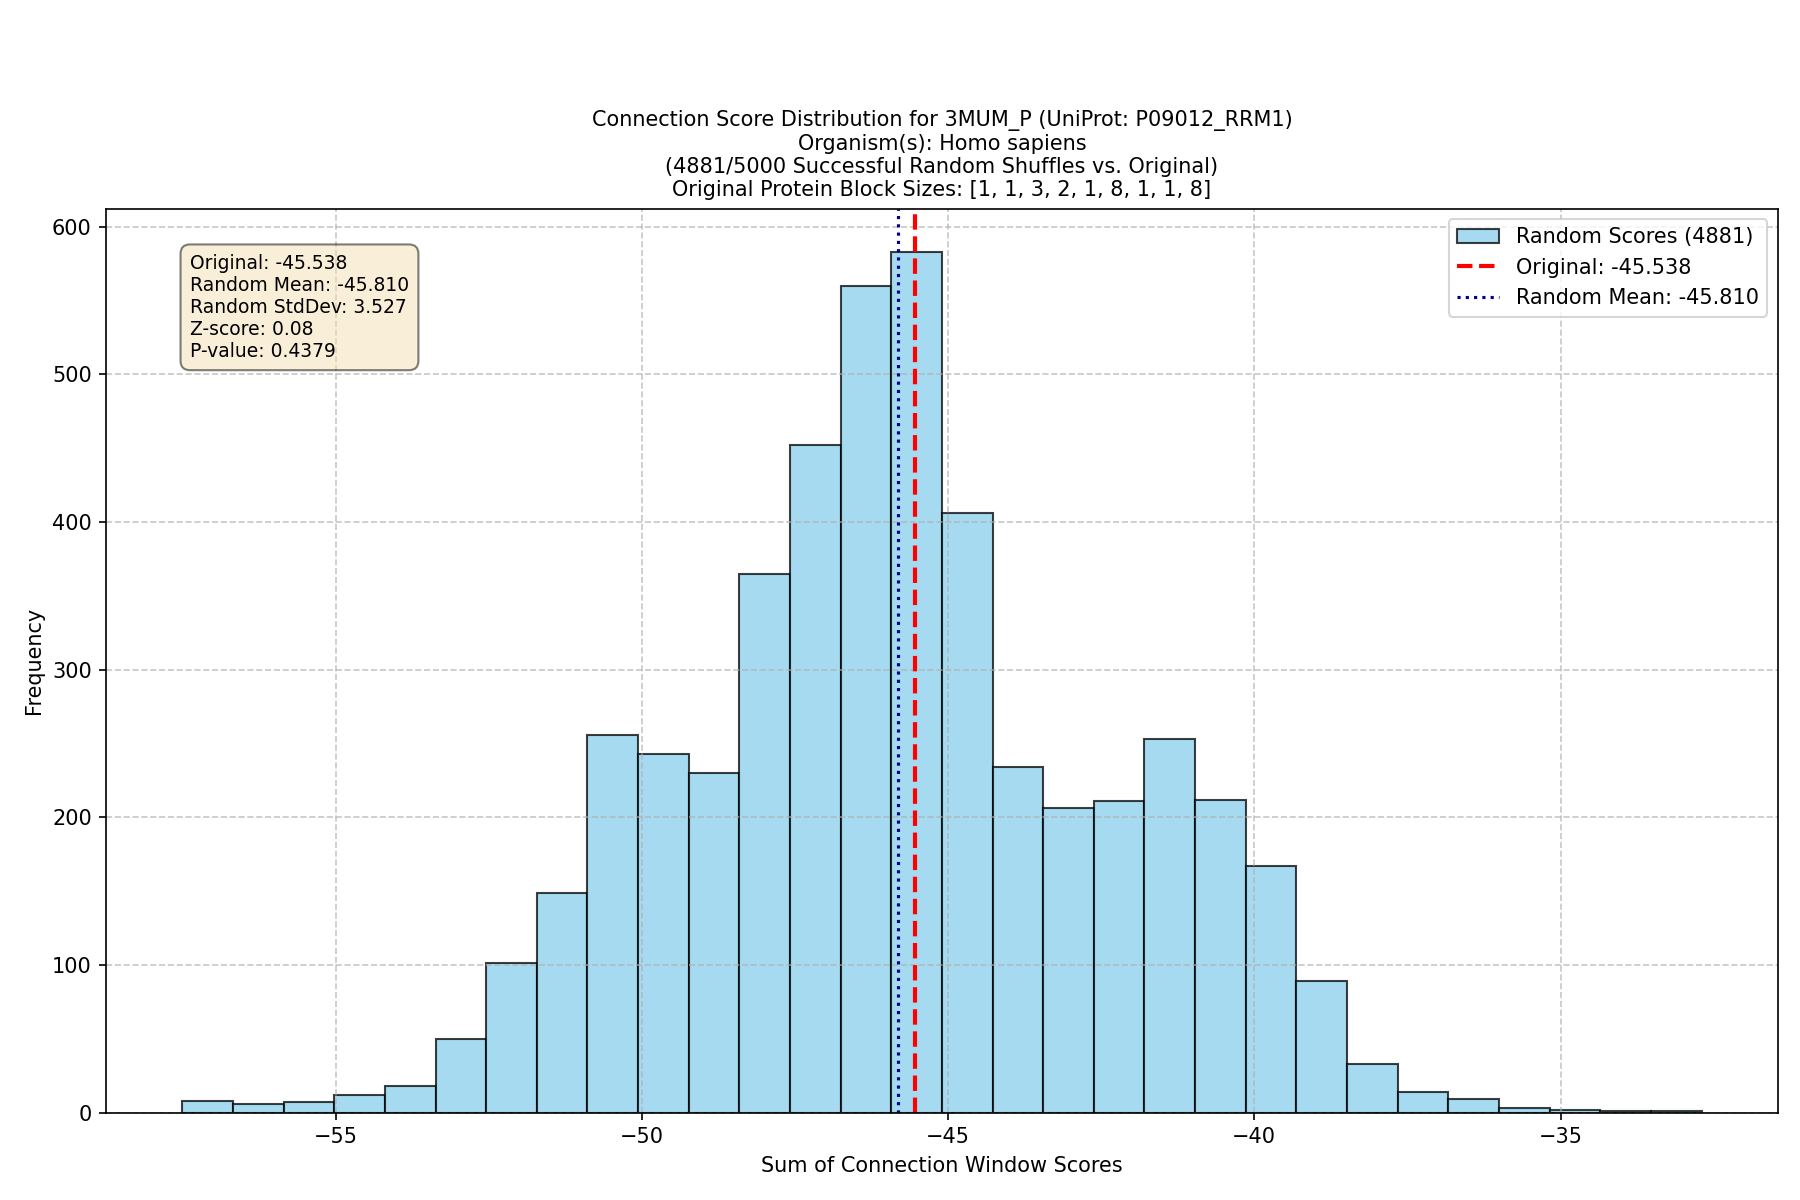 Connection Score Distribution for 3MUM_P (UniProt: P09012_RRM1)
Organism(s): Homo sapiens
(4881/5000 Successful Random Shuffles vs. Original)
Original Protein Block Sizes: [1, 1, 3, 2, 1, 8, 1, 1, 8]
Original: -45.538
Random Mean: -45.810
Random StdDev: 3.527
Z-score: 0.08
P-value: 0.4379
Random Scores (4881)
Original: -45.538
Random Mean: -45.810
Frequency
600
500
400
300
200
100
0
−55
−50
−45
−40
−35
Sum of Connection Window Scores